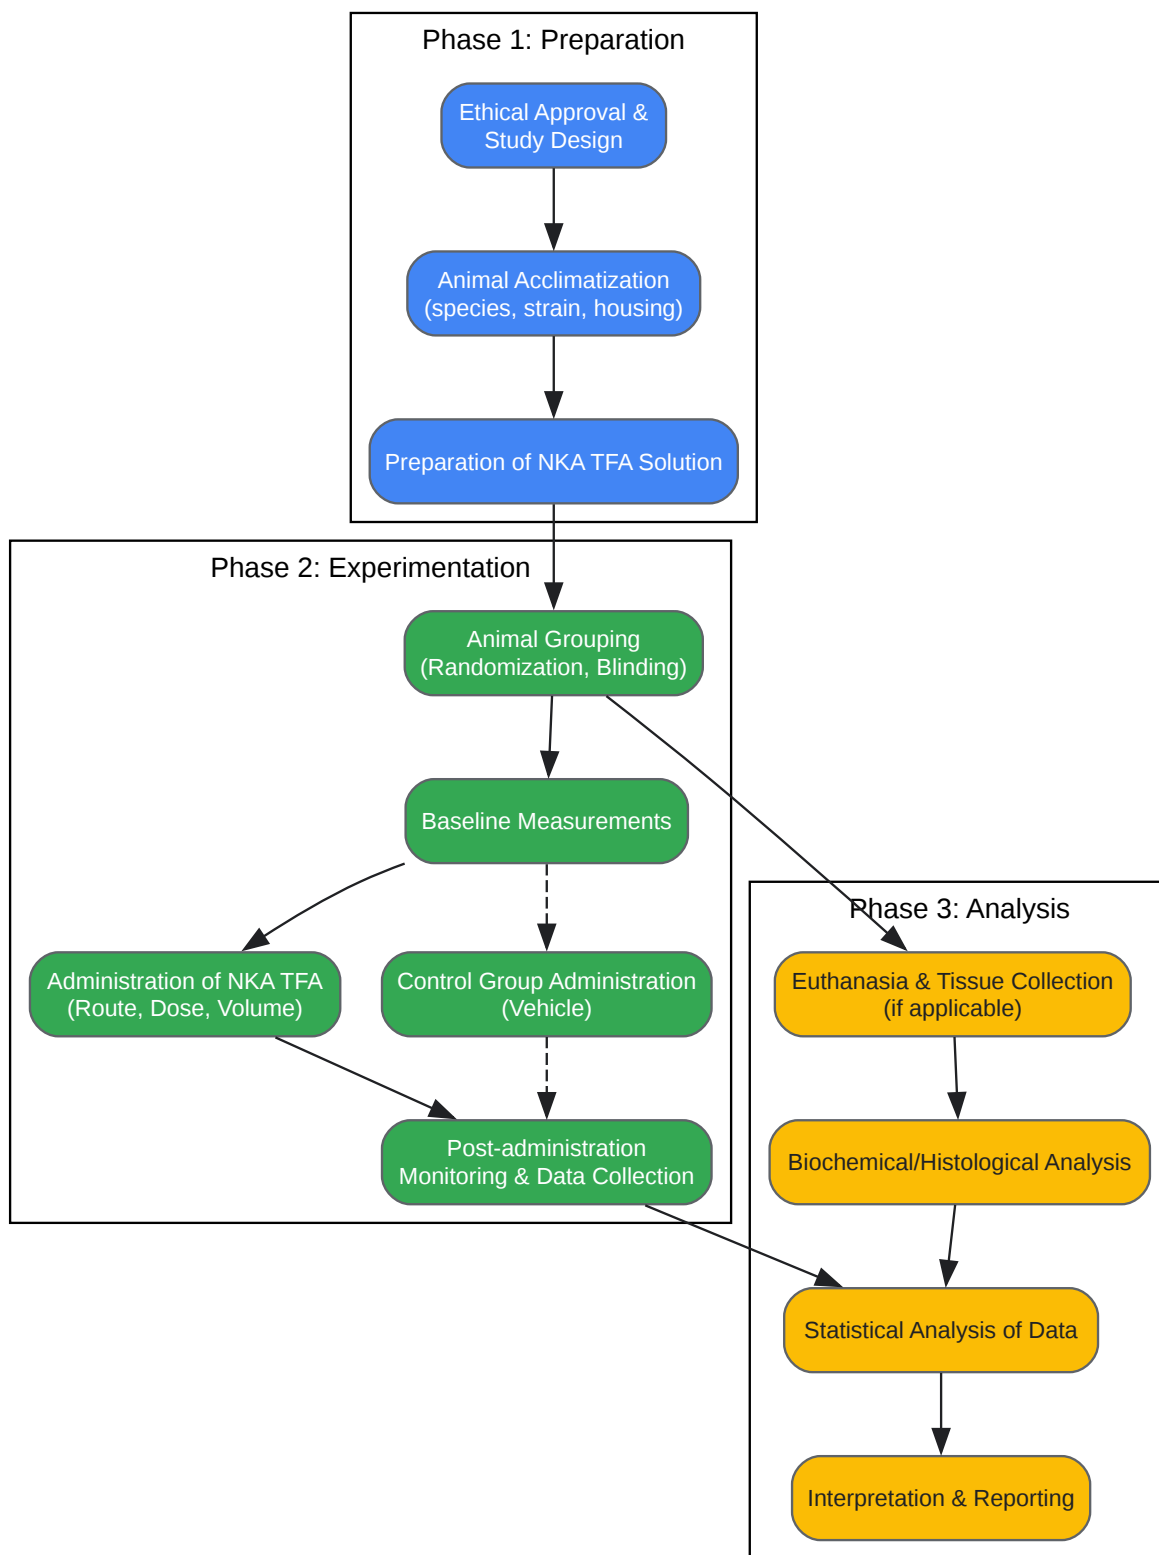 Phase 1: Preparation
Ethical Approval &
Study Design
Animal Acclimatization
(species, strain, housing)
Preparation of NKA TFA Solution
Phase 2: Experimentation
Animal Grouping
(Randomization, Blinding)
Baseline Measurements
Administration of NKA TFA
(Route, Dose, Volume)
Control Group Administration
(Vehicle)
Post-administration
Monitoring & Data Collection
Phase 3: Analysis
Euthanasia & Tissue Collection
(if applicable)
Biochemical/Histological Analysis
Statistical Analysis of Data
Interpretation & Reporting